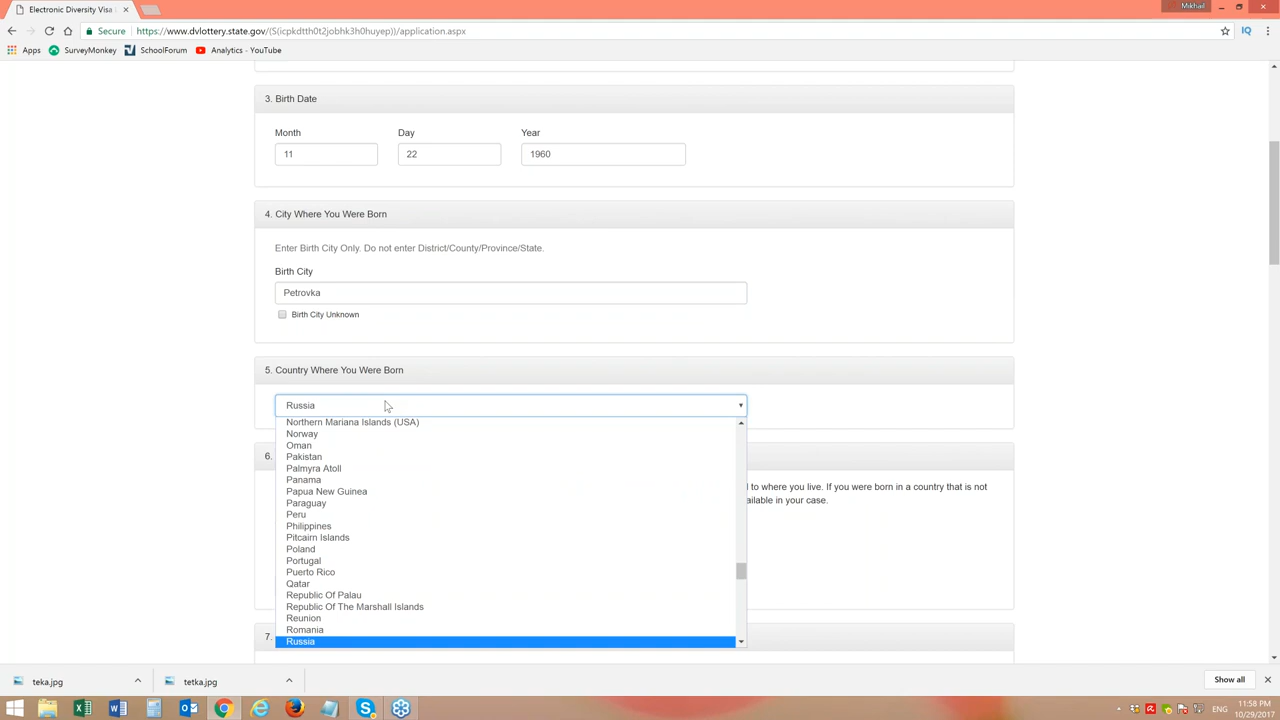 Electronic Diversity Visa
Mikhail
Secure
https://www.dvlottery.state.gov/(S(icpkdtth0t2jobhk3h0huyep))/application.aspx
IQ
Apps
SurveyMonkey
SchoolForum
Analytics - YouTube
3. Birth Date
Month
Day
Year
11
22
1960
4. City Where You Were Born
Enter Birth City Only. Do not enter District/County/Province/State.
Birth City
Petrovka
Birth City Unknown
5. Country Where You Were Born
Russia
Northern Mariana Islands (USA)
Norway
Oman
6.
Pakistan
Palmyra Atoll
Panama
Papua New Guinea
to where you live. If you were born in a country that is not
Paraguay
ailable in your case.
Peru
Philippines
Pitcairn Islands
Poland
Portugal
Puerto Rico
Qatar
Republic Of Palau
Republic Of The Marshall Islands
Reunion
Romania
7.
Russia
teka.jpg
tetka.jpg
Show all
ENG
11:58 PM
10/29/2017